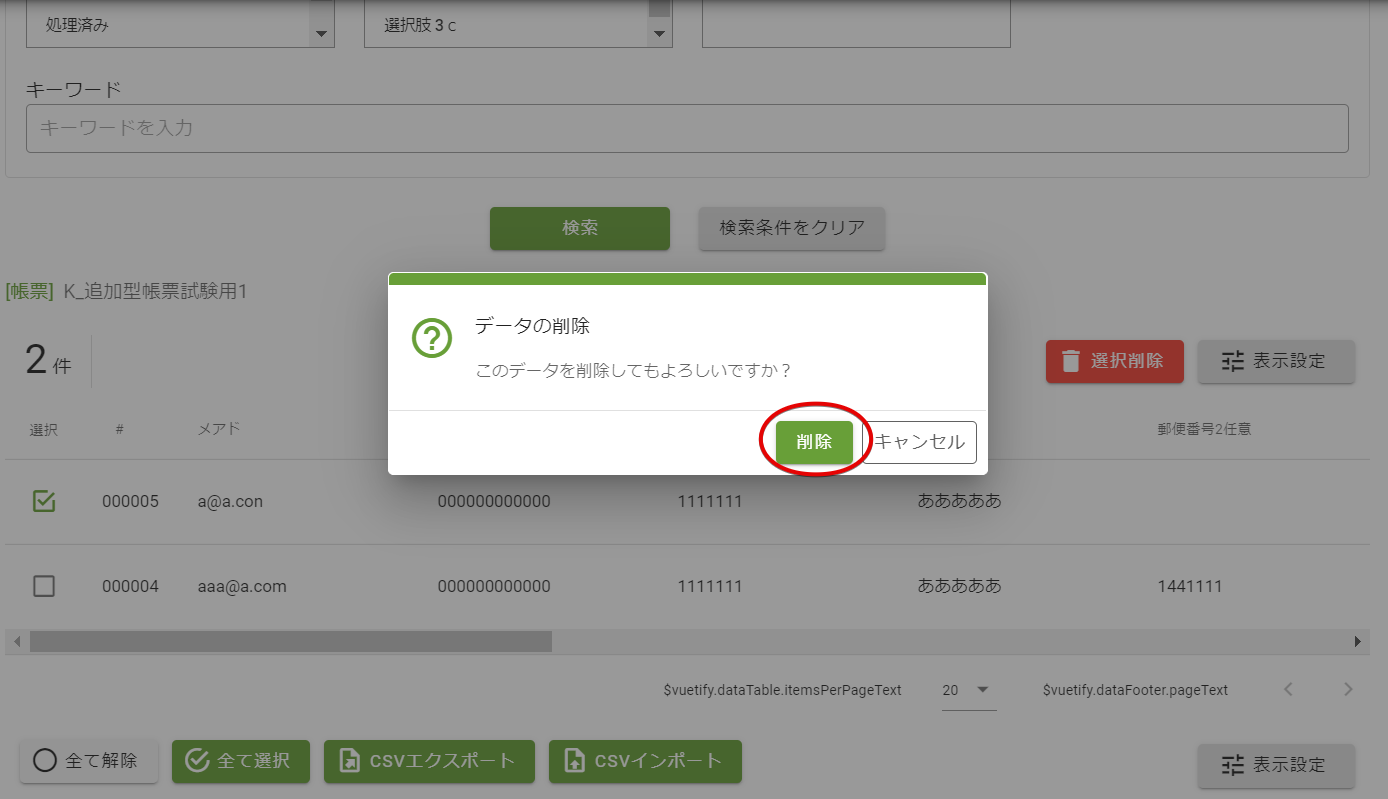 処理済み
選択肢3c
キーワード
キーワードを入力
検索
検索条件をクリア
[帳票] K_追加型帳票試験用1
データの削除
このデータを削除してもよろしいですか？
削除
キャンセル
2件
選択削除
表示設定
選択 # メアド 郵便番号2任意
000005 a@a.con 000000000000 1111111 あああああ
000004 aaa@a.com 000000000000 1111111 あああああ 1441111
$vuetify.dataTable.itemsPerPageText 20 $vuetify.dataFooter.pageText
全て解除 全て選択 CSVエクスポート CSVインポート 表示設定